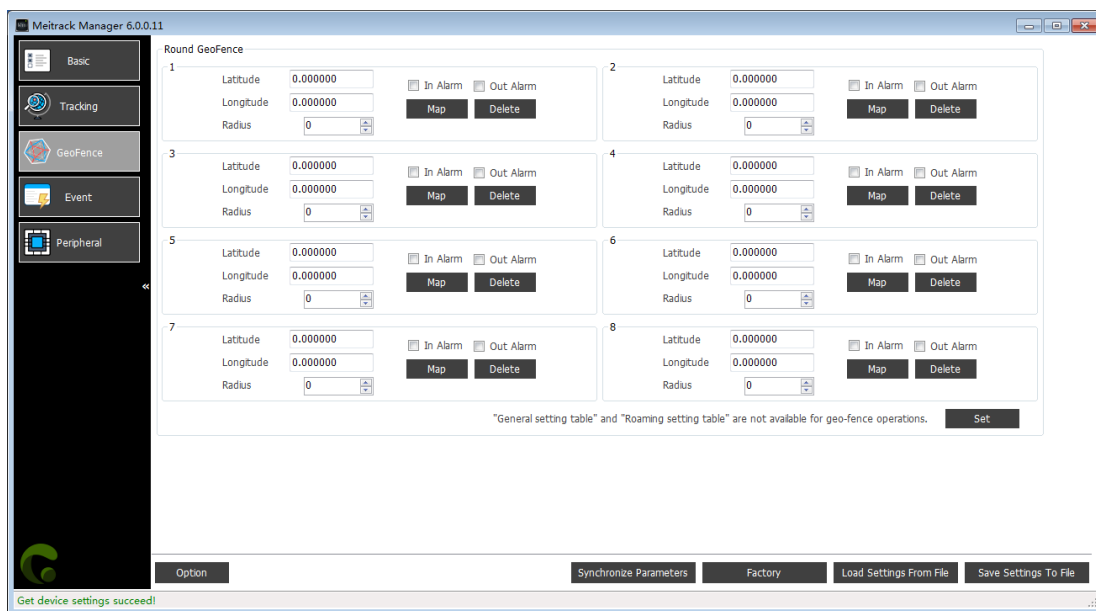 Meitrack Manager 6.0.0.11
Basic
Tracking
GeoFence
Event
Peripheral
«
Round GeoFence
1
Latitude 0.000000 In Alarm Out Alarm
Longitude 0.000000 Map Delete
Radius 0
2
Latitude 0.000000 In Alarm Out Alarm
Longitude 0.000000 Map Delete
Radius 0
3
Latitude 0.000000 In Alarm Out Alarm
Longitude 0.000000 Map Delete
Radius 0
4
Latitude 0.000000 In Alarm Out Alarm
Longitude 0.000000 Map Delete
Radius 0
5
Latitude 0.000000 In Alarm Out Alarm
Longitude 0.000000 Map Delete
Radius 0
6
Latitude 0.000000 In Alarm Out Alarm
Longitude 0.000000 Map Delete
Radius 0
7
Latitude 0.000000 In Alarm Out Alarm
Longitude 0.000000 Map Delete
Radius 0
8
Latitude 0.000000 In Alarm Out Alarm
Longitude 0.000000 Map Delete
Radius 0
"General setting table" and "Roaming setting table" are not available for geo-fence operations. Set
Option Synchronize Parameters Factory Load Settings From File Save Settings To File
Get device settings succeed!